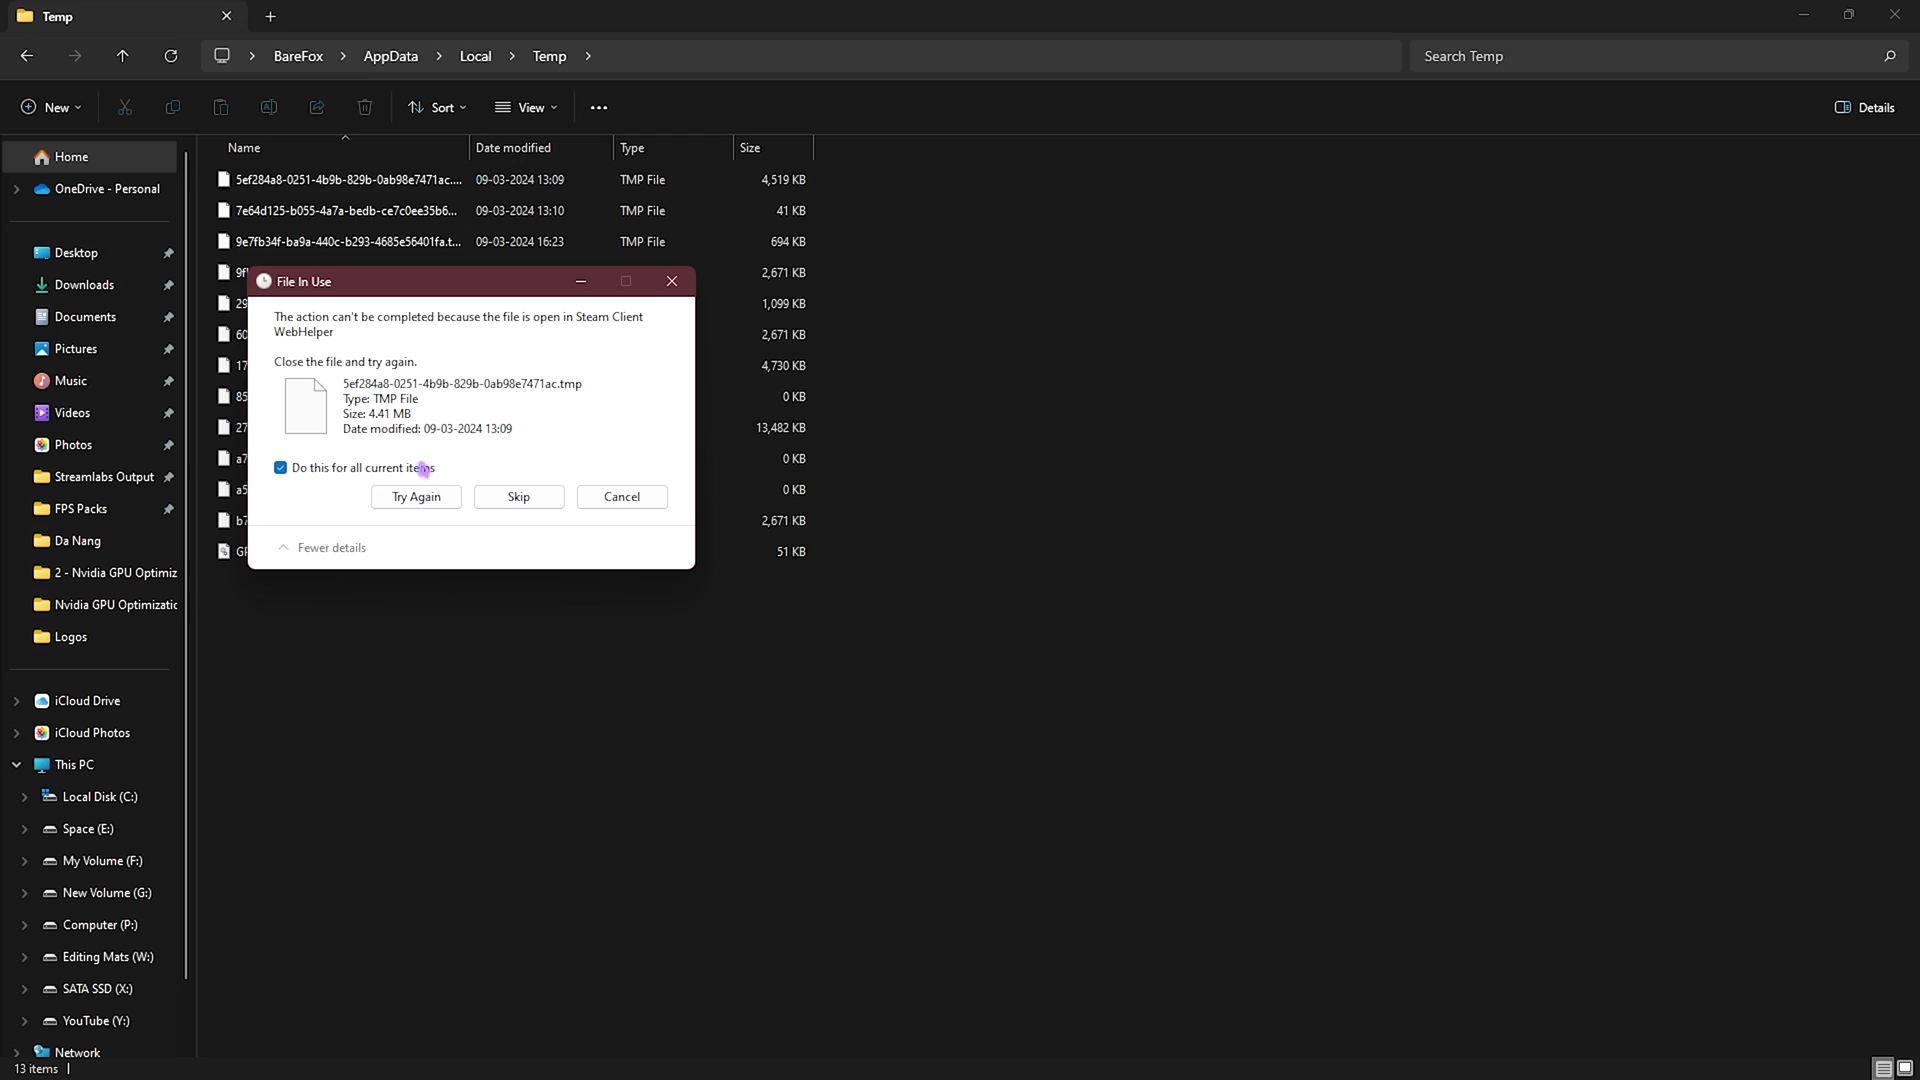 Temp
BareFox > AppData > Local > Temp >
Search Temp
New
Sort
View
Details
Name
Date modified
Type
Size
Home
OneDrive - Personal
Desktop
Downloads
Documents
Pictures
Music
Videos
Photos
Streamlabs Output
FPS Packs
Da Nang
2 - Nvidia GPU Optimiz
Nvidia GPU Optimizatic
Logos
iCloud Drive
iCloud Photos
This PC
Local Disk (C:)
Space (E:)
My Volume (F:)
New Volume (G:)
Computer (P:)
Editing Mats (W:)
SATA SSD (X:)
YouTube (Y:)
Network
13 items
5ef284a8-0251-4b9b-829b-0ab98e7471ac.... 09-03-2024 13:09 TMP File 4,519 KB
7e64d125-b055-4a7a-bedb-ce7c0ee35b6... 09-03-2024 13:10 TMP File 41 KB
9e7fb34f-ba9a-440c-b293-4685e56401fa.t... 09-03-2024 16:23 TMP File 694 KB
9f 2,671 KB
29 1,099 KB
60 2,671 KB
17 4,730 KB
85 0 KB
27 13,482 KB
a7 0 KB
a5 0 KB
b7 2,671 KB
51 KB
File In Use
The action can't be completed because the file is open in Steam Client
WebHelper
Close the file and try again.
5ef284a8-0251-4b9b-829b-0ab98e7471ac.tmp
Type: TMP File
Size: 4.41 MB
Date modified: 09-03-2024 13:09
Do this for all current items
Try Again
Skip
Cancel
Fewer details